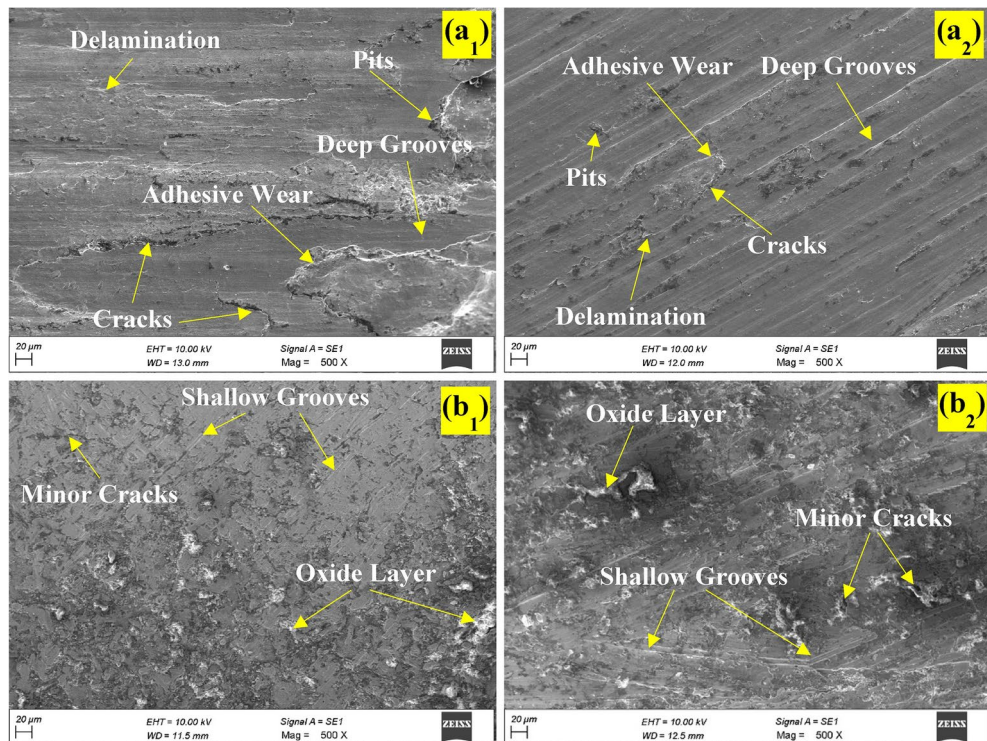 (a1)
Delamination
Pits
Deep Grooves
Adhesive Wear
Cracks
20 µm
EHT = 10.00 kV
WD = 13.0 mm
Signal A = SE1
Mag = 500 X
ZEISS
(a2)
Adhesive Wear
Deep Grooves
Pits
Cracks
Delamination
20 µm
EHT = 10.00 kV
WD = 12.0 mm
Signal A = SE1
Mag = 500 X
ZEISS
(b1)
Shallow Grooves
Minor Cracks
Oxide Layer
20 µm
EHT = 10.00 kV
WD = 11.5 mm
Signal A = SE1
Mag = 500 X
ZEISS
(b2)
Oxide Layer
Minor Cracks
Shallow Grooves
20 µm
EHT = 10.00 kV
WD = 12.5 mm
Signal A = SE1
Mag = 500 X
ZEISS